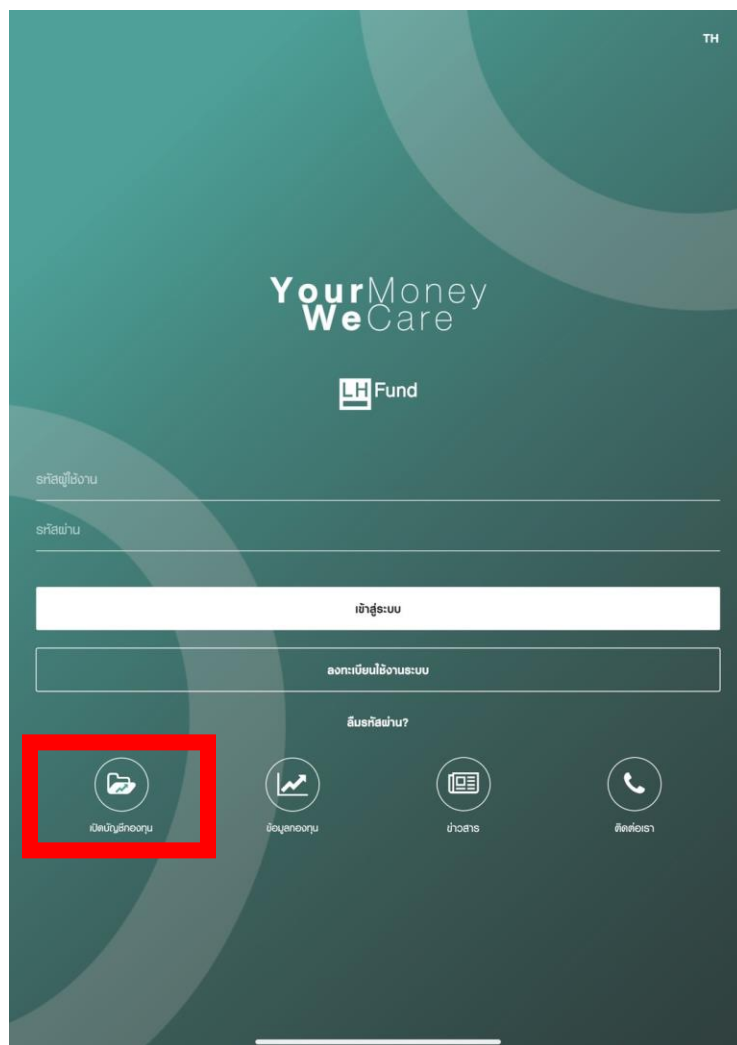 TH
YourMoney
WeCare
LH Fund
รหัสผู้ใช้งาน
รหัสผ่าน
เข้าสู่ระบบ
ลงทะเบียนใช้งานระบบ
ลืมรหัสผ่าน?
เปิดบัญชีกองทุน ข้อมูลกองทุน ข่าวสาร ติดต่อเรา